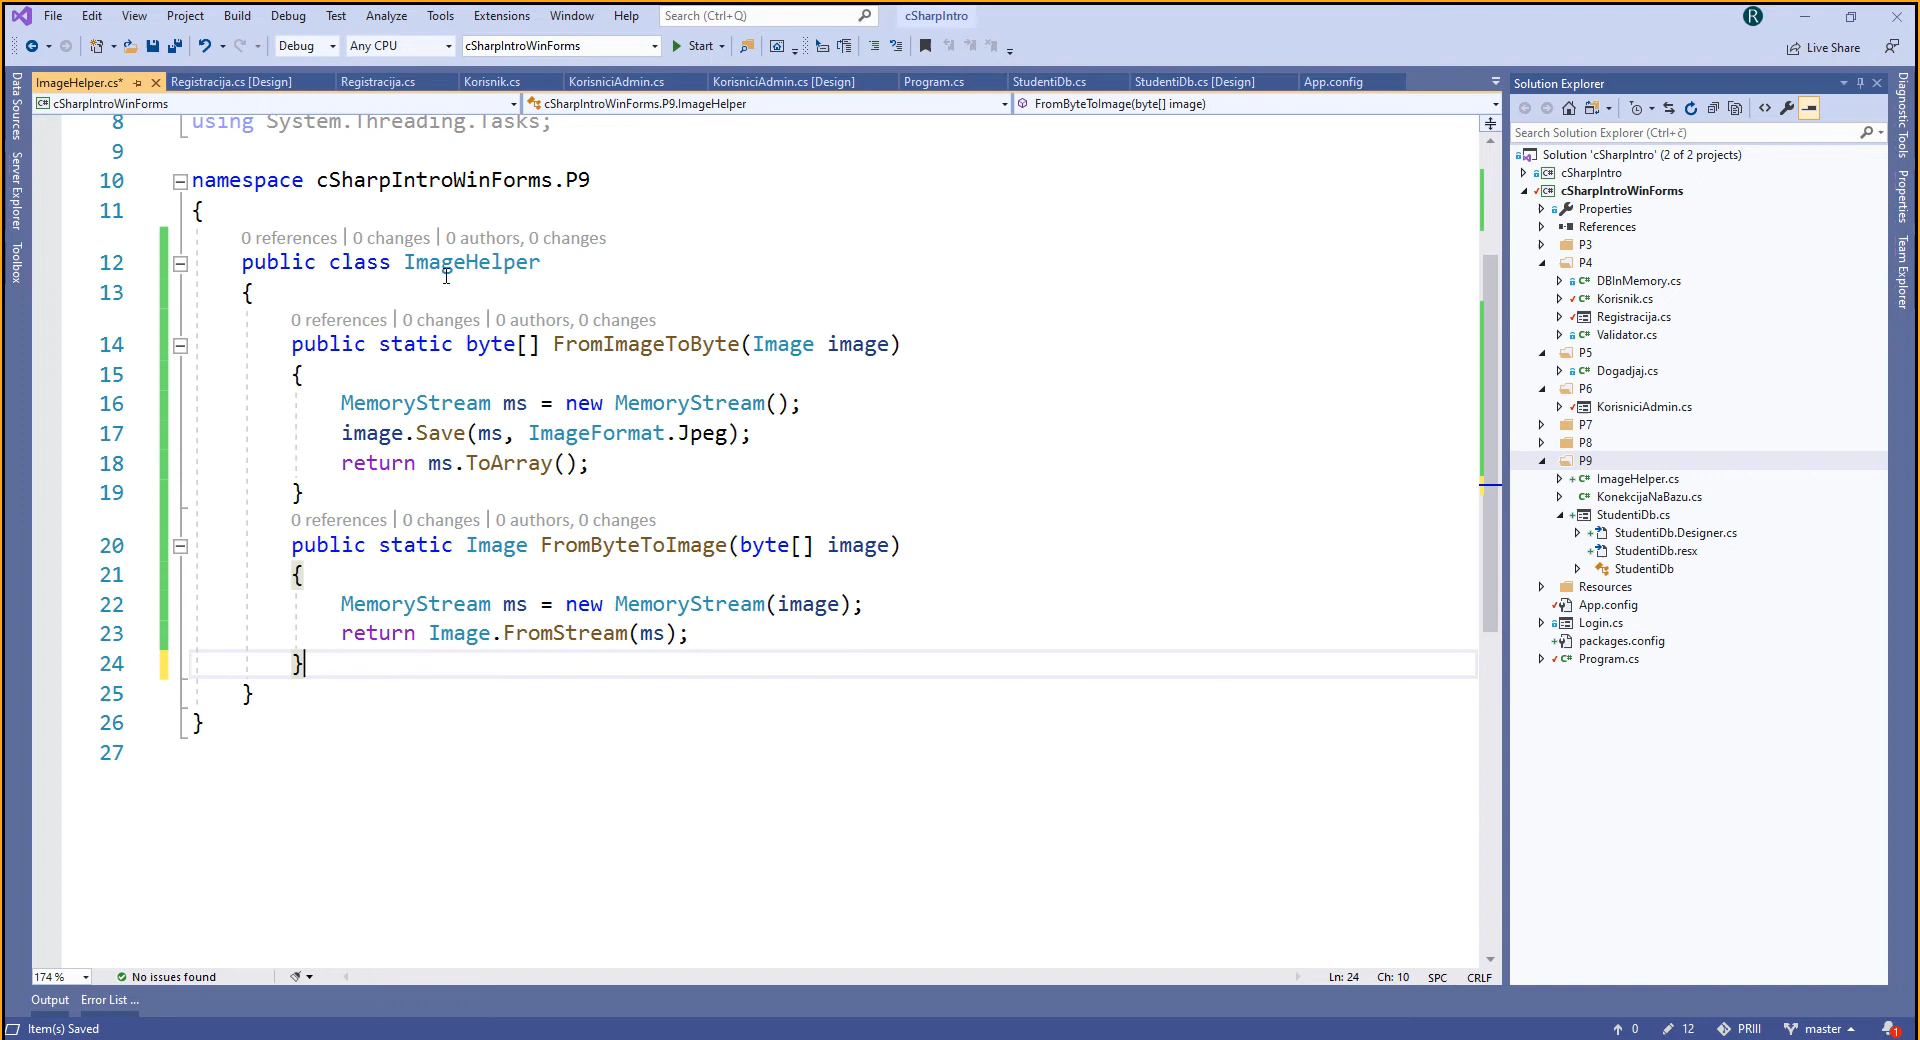 File Edit View Project Build Debug Test Analyze Tools Extensions Window Help Search (Ctrl+Q) cSharpIntro R
Debug Any CPU cSharpIntroWinForms Start Live Share
ImageHelper.cs* Registracija.cs [Design] Registracija.cs Korisnik.cs KorisniciAdmin.cs KorisniciAdmin.cs [Design] Program.cs StudentiDb.cs StudentiDb.cs [Design] App.config
cSharpIntroWinForms cSharpIntroWinForms.P9.ImageHelper FromByteToImage(byte[] image)
8 using System.Threading.Tasks;
9
10 namespace cSharpIntroWinForms.P9
11 {
0 references | 0 changes | 0 authors, 0 changes
12 public class ImageHelper
13 {
0 references | 0 changes | 0 authors, 0 changes
14 public static byte[] FromImageToByte(Image image)
15 {
16 MemoryStream ms = new MemoryStream();
17 image.Save(ms, ImageFormat.Jpeg);
18 return ms.ToArray();
19 }
0 references | 0 changes | 0 authors, 0 changes
20 public static Image FromByteToImage(byte[] image)
21 {
22 MemoryStream ms = new MemoryStream(image);
23 return Image.FromStream(ms);
24 }
25 }
26 }
27
174 % No issues found Ln: 24 Ch: 10 SPC CRLF
Output Error List ...
Item(s) Saved 0 12 PRIII master 1
Data Sources
Server Explorer
Toolbox
Solution Explorer
Search Solution Explorer (Ctrl+č)
Solution 'cSharpIntro' (2 of 2 projects)
cSharpIntro
cSharpIntroWinForms
Properties
References
P3
P4
DBInMemory.cs
Korisnik.cs
Registracija.cs
Validator.cs
P5
Dogadjaj.cs
P6
KorisniciAdmin.cs
P7
P8
P9
ImageHelper.cs
KonekcijaNaBazu.cs
StudentiDb.cs
StudentiDb.Designer.cs
StudentiDb.resx
StudentiDb
Resources
App.config
Login.cs
packages.config
Program.cs
Diagnostic Tools
Properties
Team Explorer